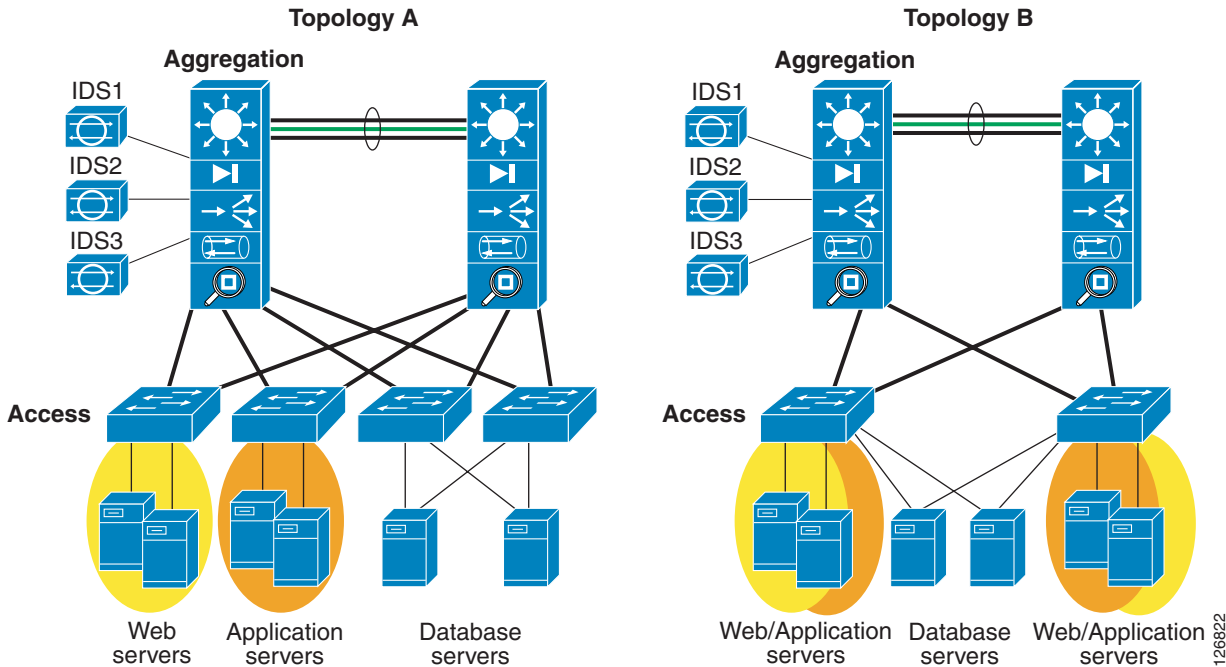 Topology A
Aggregation
IDS1
IDS2
IDS3
Access
Web
servers
Application
servers
Database
servers
Topology B
Aggregation
IDS1
IDS2
IDS3
Access
Web/Application
servers
Database
servers
Web/Application
servers
126822